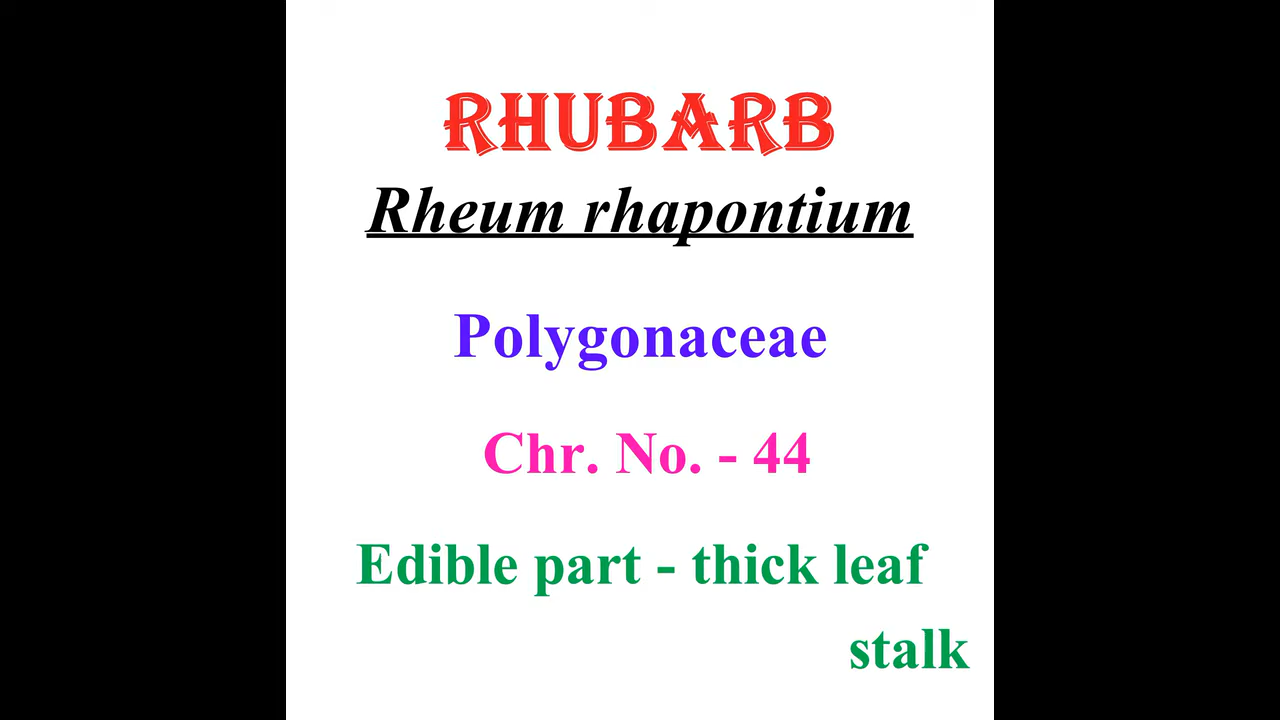 RHUBARB
Rheum rhapontium
Polygonaceae
Chr. No. - 44
Edible part - thick leaf
stalk